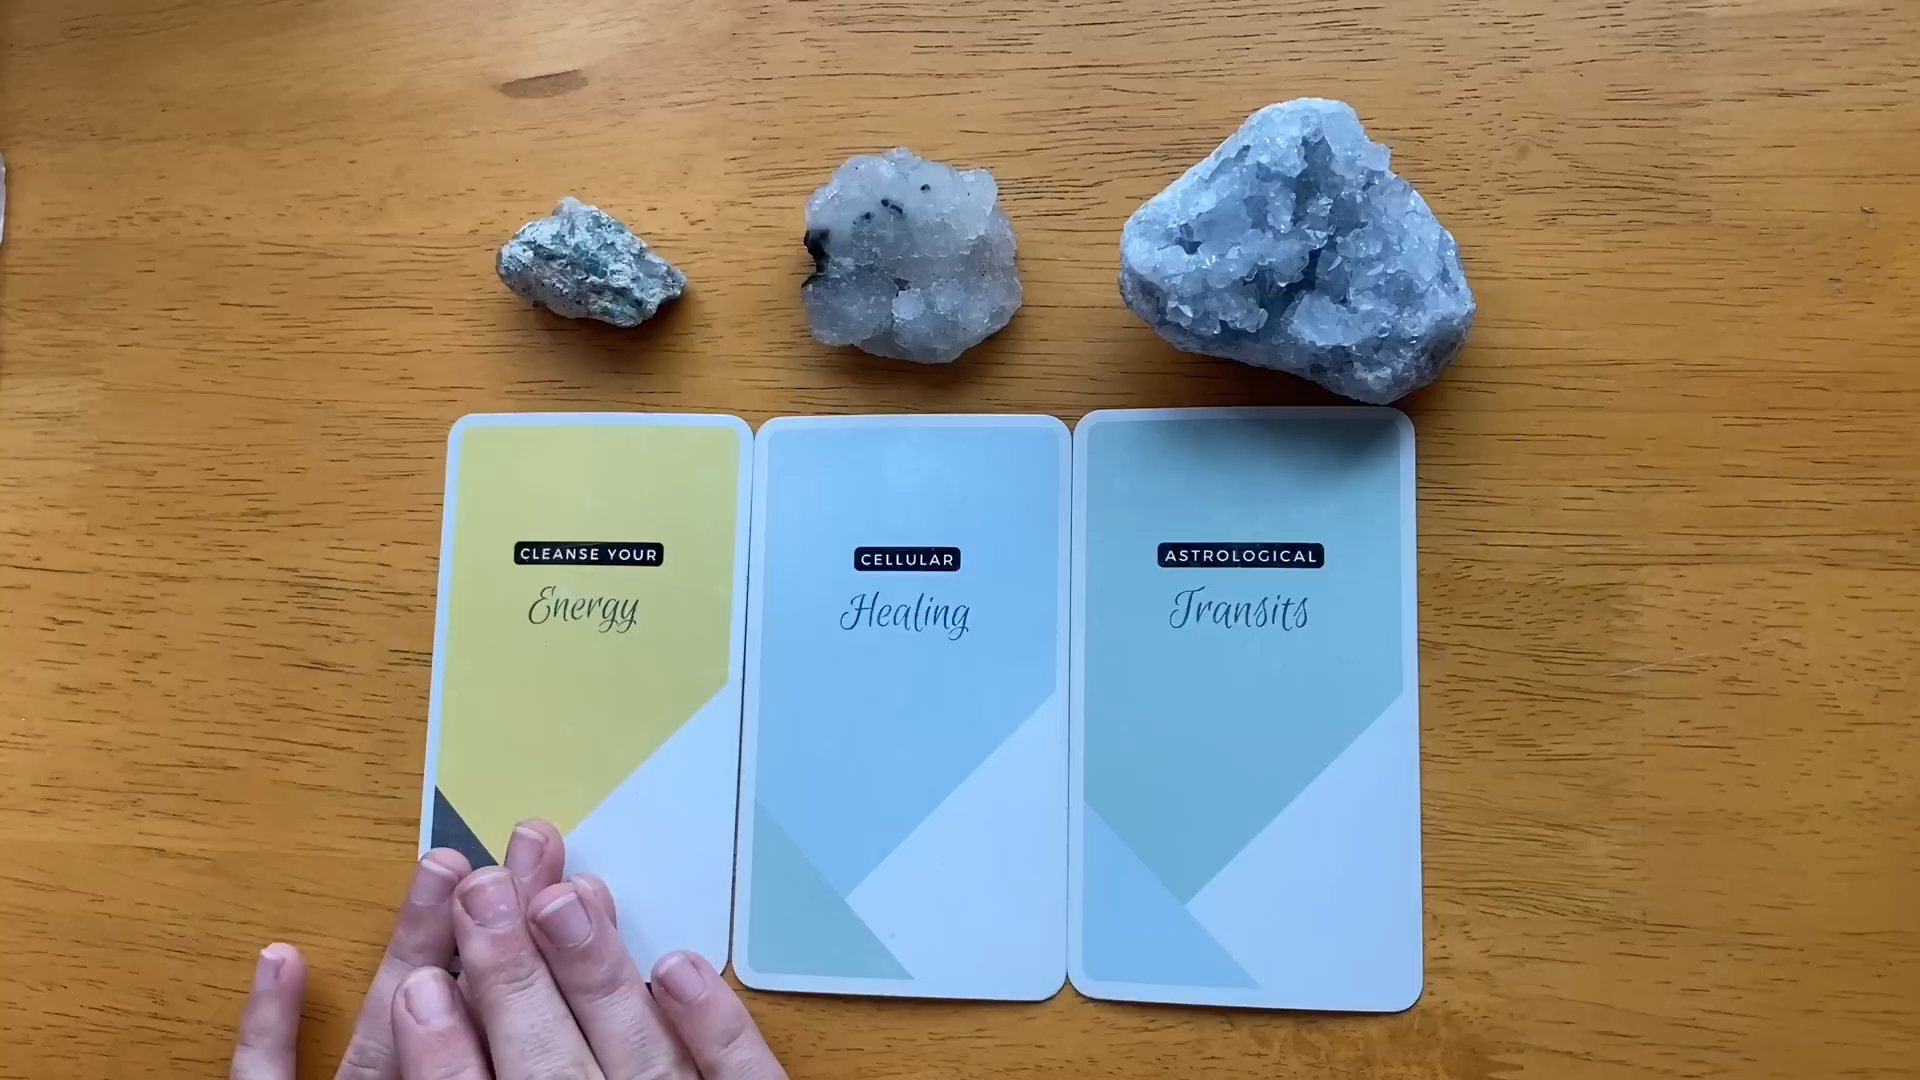 CLEANSE YOUR
Energy
CELLULAR
Healing
ASTROLOGICAL
Transits